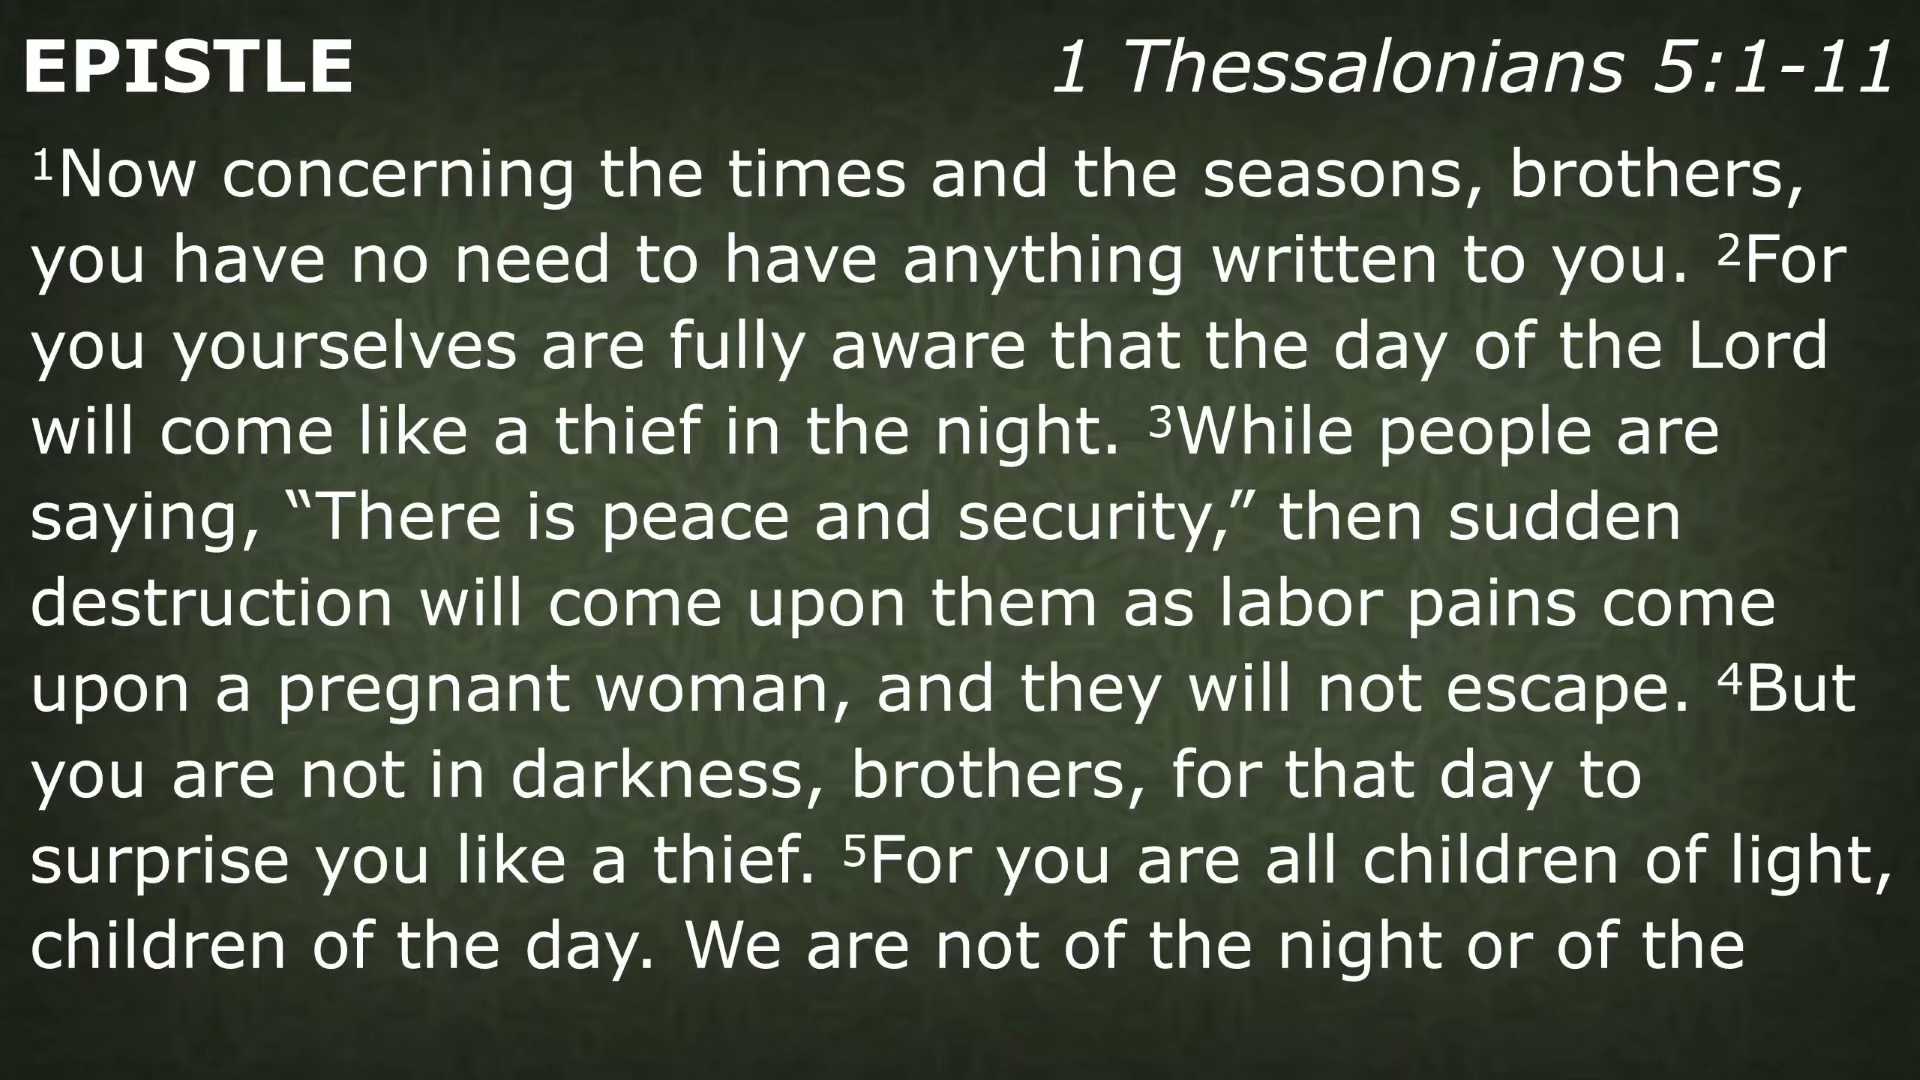 EPISTLE 1 Thessalonians 5:1-11
¹Now concerning the times and the seasons, brothers,
you have no need to have anything written to you. ²For
you yourselves are fully aware that the day of the Lord
will come like a thief in the night. ³While people are
saying, “There is peace and security,” then sudden
destruction will come upon them as labor pains come
upon a pregnant woman, and they will not escape. ⁴But
you are not in darkness, brothers, for that day to
surprise you like a thief. ⁵For you are all children of light,
children of the day. We are not of the night or of the